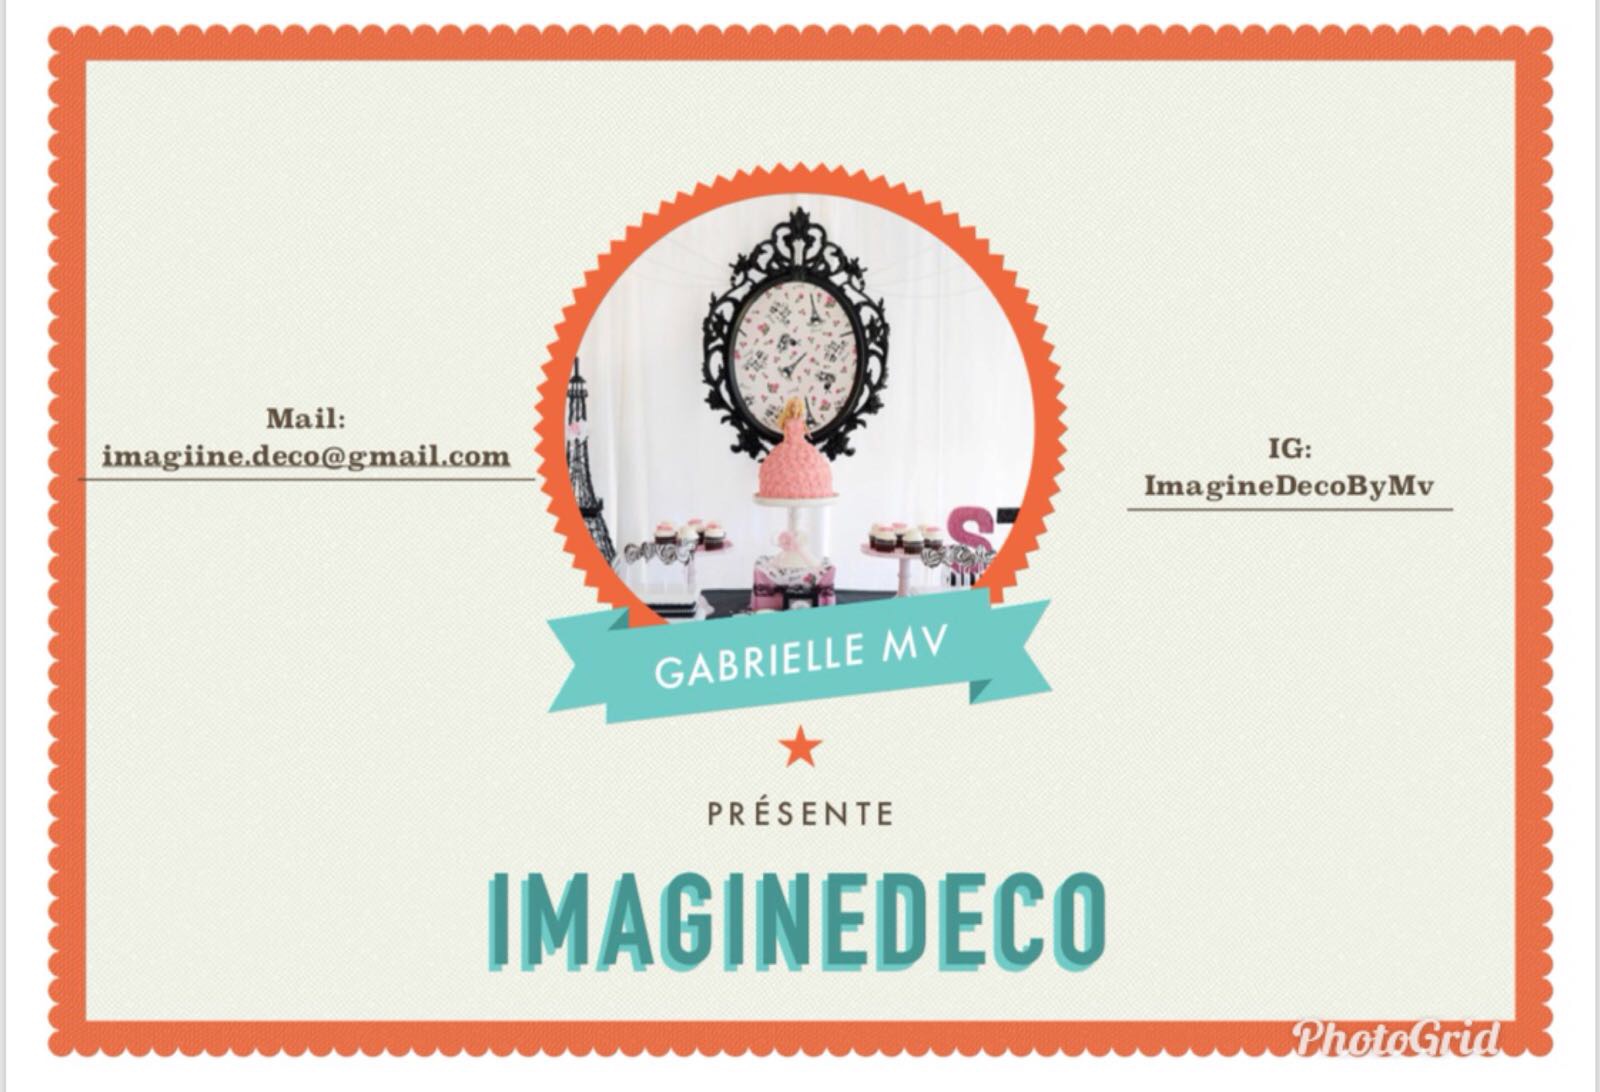 Mail:
imagiine.deco@gmail.com
IG:
ImagineDecoByMv
GABRIELLE MV
PRÉSENTE
IMAGINEDECO
PhotoGrid